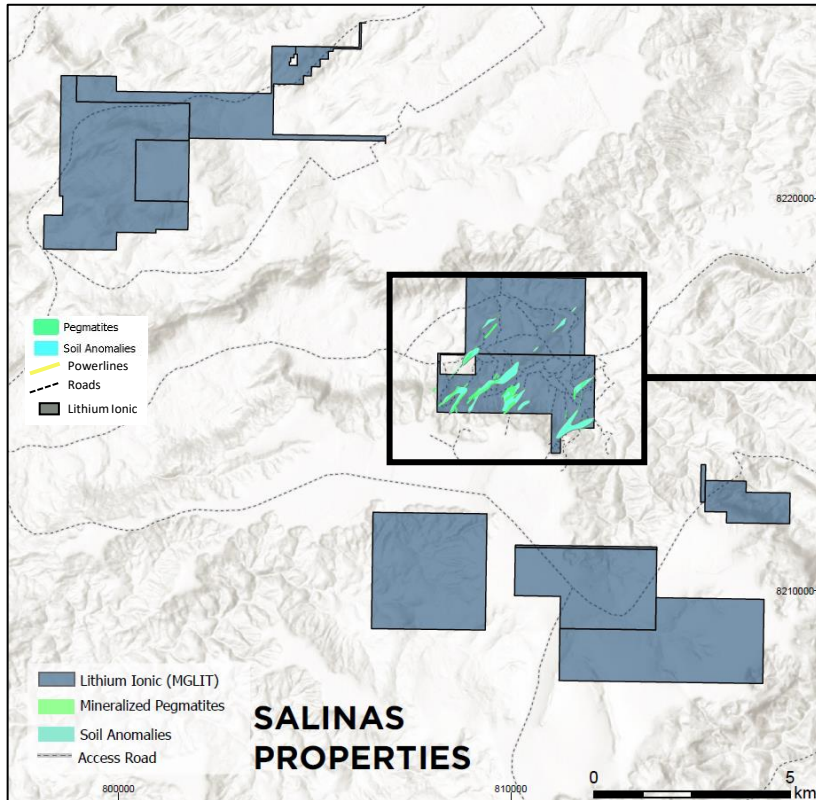 8220000
Pegmatites
Soil Anomalies
Powerlines
Roads
Lithium Ionic
8210000
Lithium Ionic (MGLIT)
Mineralized Pegmatites
Soil Anomalies
Access Road
SALINAS
PROPERTIES
800000
810000
0
5
km